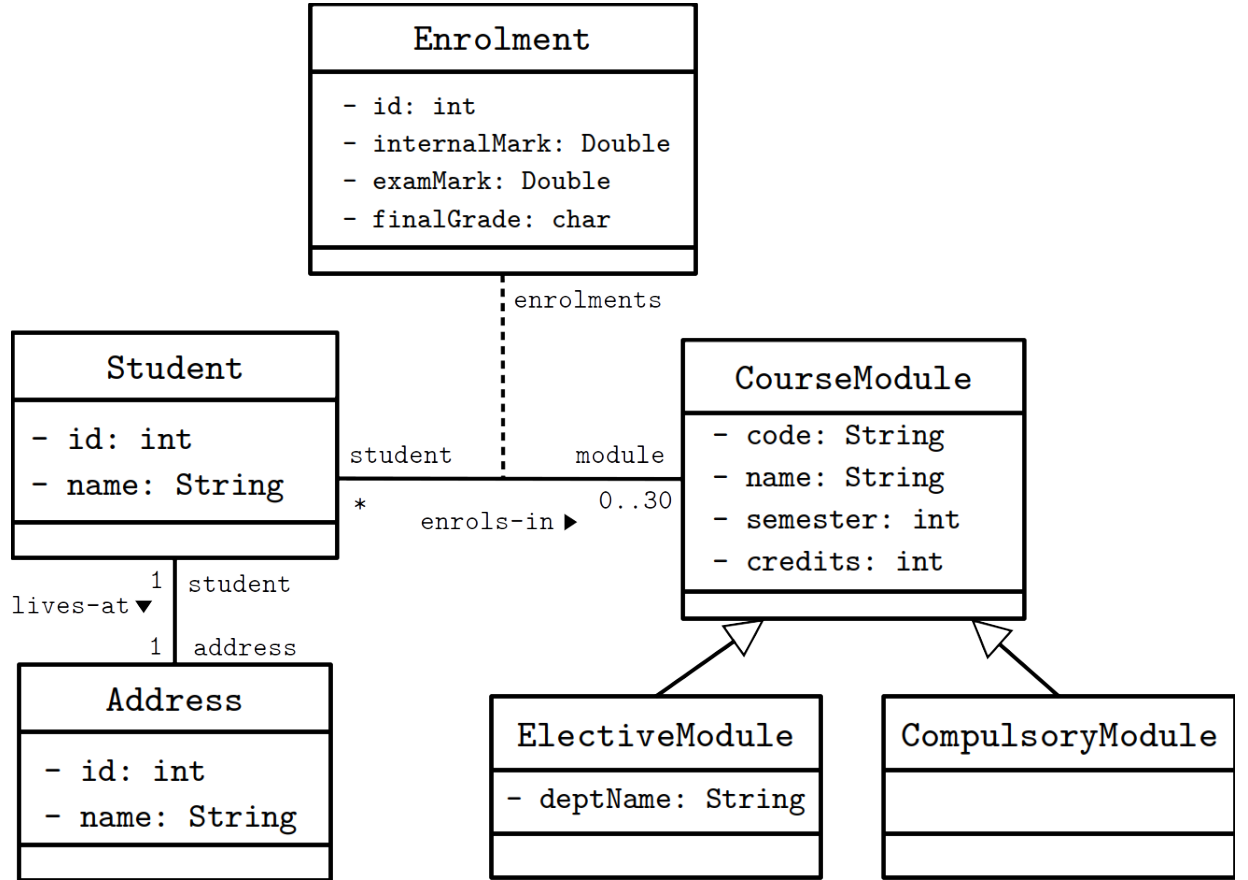 Enrolment
- id: int
- internalMark: Double
- examMark: Double
- finalGrade: char
enrolments
Student
- id: int
- name: String
student
*
enrols-in ▶
module
0..30
CourseModule
- code: String
- name: String
- semester: int
- credits: int
1 student
lives-at ▼
1 address
Address
- id: int
- name: String
ElectiveModule
- deptName: String
CompulsoryModule